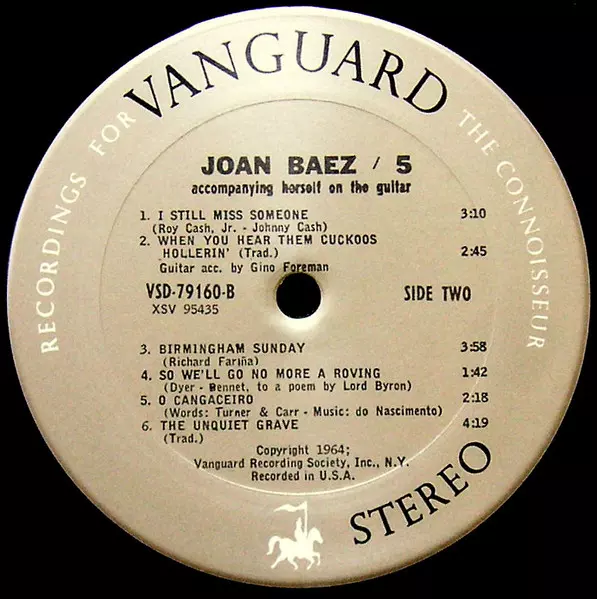 RECORDINGS FOR VANGUARD THE CONNOISSEUR
JOAN BAEZ / 5
accompanying herself on the guitar
1. I STILL MISS SOMEONE 3:10
(Roy Cash, Jr. - Johnny Cash)
2. WHEN YOU HEAR THEM CUCKOOS
HOLLERIN' (Trad.) 2:45
Guitar acc. by Gino Foreman
VSD-79160-B SIDE TWO
XSV 95435
3. BIRMINGHAM SUNDAY 3:58
(Richard Fariña)
4. SO WE'LL GO NO MORE A ROVING 1:42
(Dyer - Bennet, to a poem by Lord Byron)
5. O CANGACEIRO 2:18
(Words: Turner & Carr - Music: do Nascimento)
6. THE UNQUIET GRAVE 4:19
(Trad.)
Copyright 1964;
Vanguard Recording Society, Inc., N.Y.
Recorded in U.S.A.
STEREO